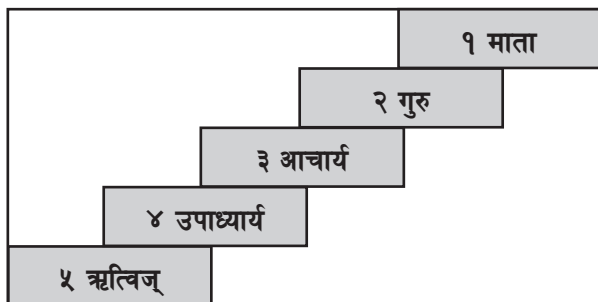 १ माता
२ गुरु
३ आचार्य
४ उपाध्यार्य
५ ऋत्विज्